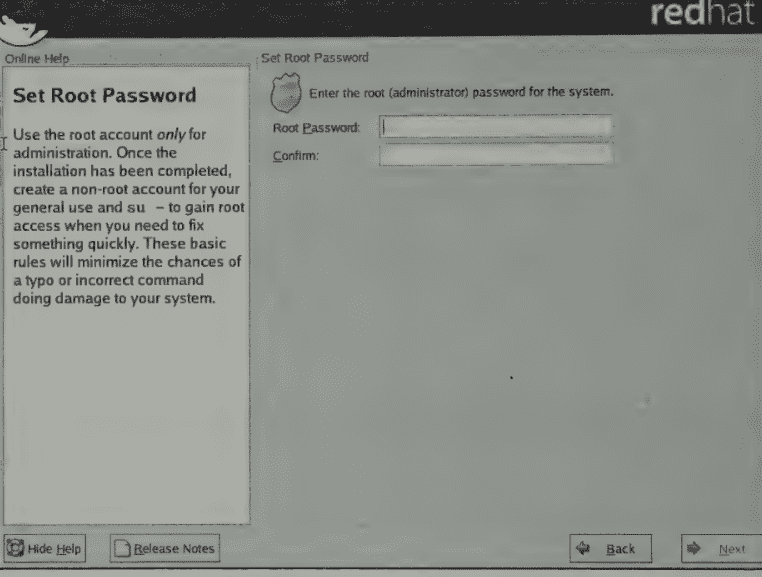 redhat
Online Help
Set Root Password
Use the root account only for
administration. Once the
installation has been completed,
create a non-root account for your
general use and su – to gain root
access when you need to fix
something quickly. These basic
rules will minimize the chances of
a typo or incorrect command
doing damage to your system.
Set Root Password
Enter the root (administrator) password for the system.
Root Password:
Confirm:
Hide Help
Release Notes
Back
Next